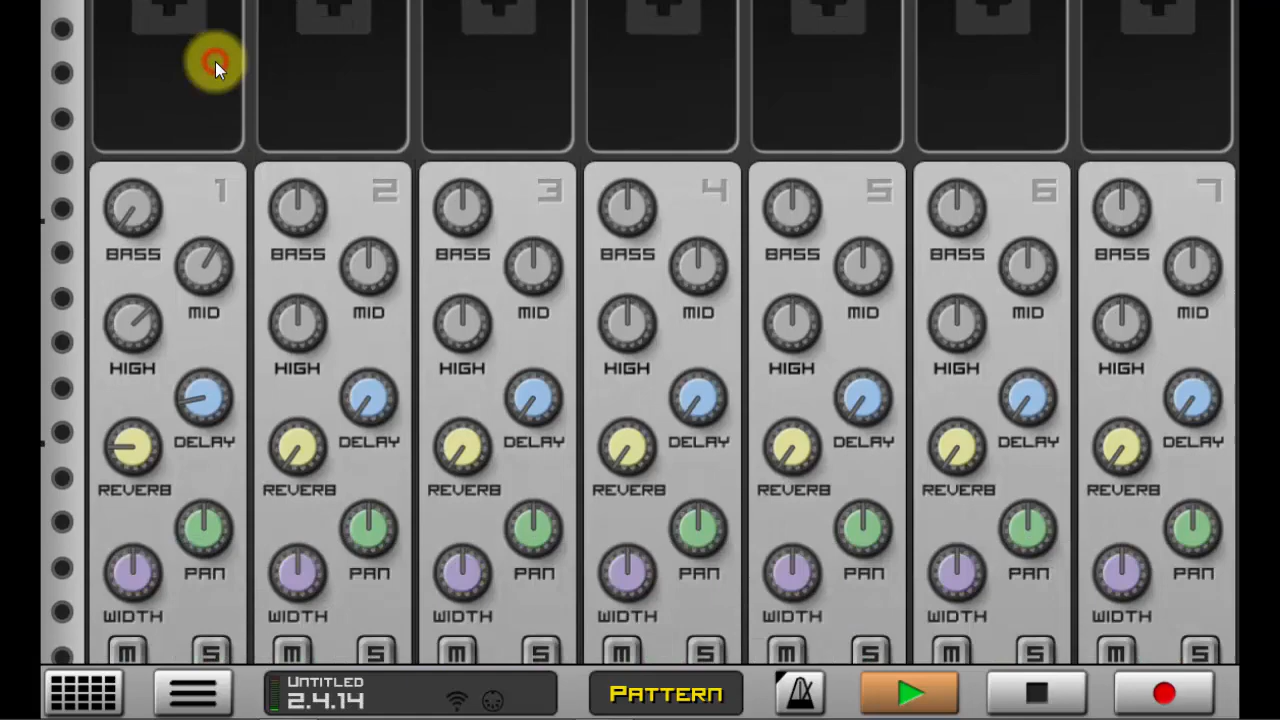 1 2 3 4 5 6 7
BASS BASS BASS BASS BASS BASS BASS
MID MID MID MID MID MID MID
HIGH HIGH HIGH HIGH HIGH HIGH HIGH
DELAY DELAY DELAY DELAY DELAY DELAY DELAY
REVERB REVERB REVERB REVERB REVERB REVERB REVERB
PAN PAN PAN PAN PAN PAN PAN
WIDTH WIDTH WIDTH WIDTH WIDTH WIDTH WIDTH
M S M S M S M S M S M S M S
UNTITLED
2.4.14
PATTERN